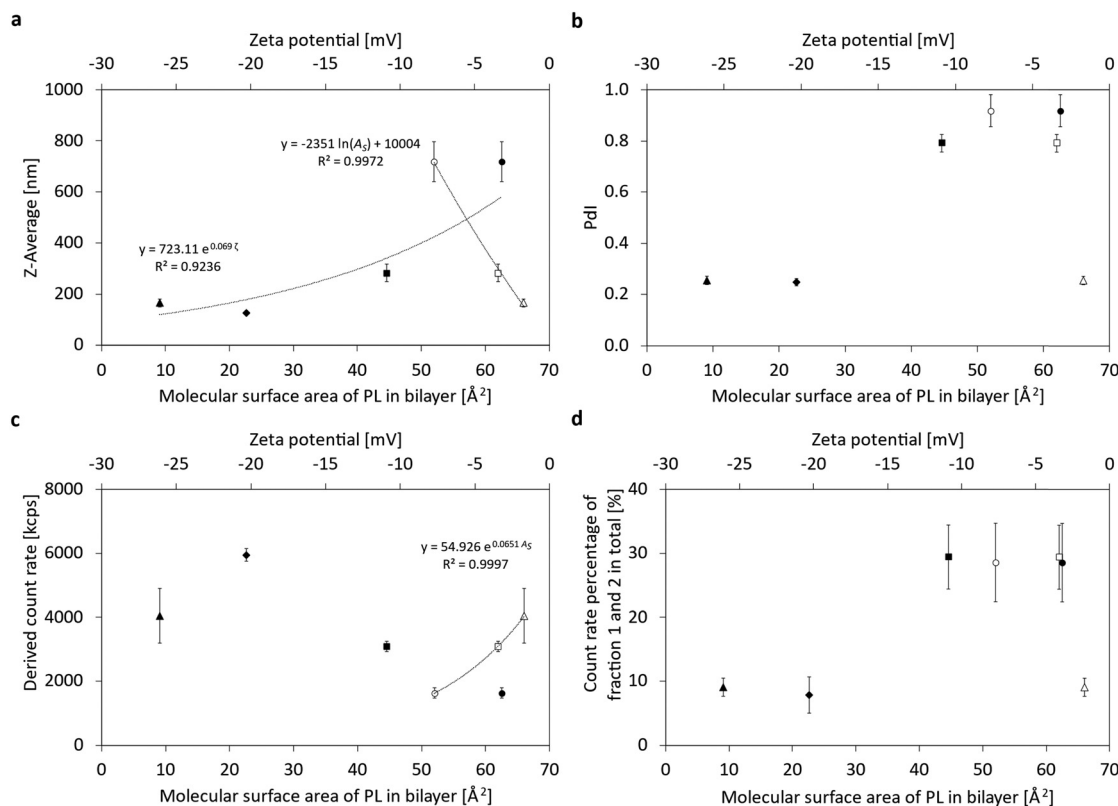 a
Zeta potential [mV]
-30 -25 -20 -15 -10 -5 0
1000
800
600
400
200
0
Z-Average [nm]
y = -2351 ln(A_S) + 10004
R² = 0.9972
y = 723.11 e^0.069 ζ
R² = 0.9236
0 10 20 30 40 50 60 70
Molecular surface area of PL in bilayer [Å²]
b
Zeta potential [mV]
-30 -25 -20 -15 -10 -5 0
1.0
0.8
0.6
0.4
0.2
0.0
PdI
0 10 20 30 40 50 60 70
Molecular surface area of PL in bilayer [Å²]
c
Zeta potential [mV]
-30 -25 -20 -15 -10 -5 0
8000
6000
4000
2000
0
Derived count rate [kcps]
y = 54.926 e^0.0651 A_S
R² = 0.9997
0 10 20 30 40 50 60 70
Molecular surface area of PL in bilayer [Å²]
d
Zeta potential [mV]
-30 -25 -20 -15 -10 -5 0
40
30
20
10
0
Count rate percentage of
fraction 1 and 2 in total [%]
0 10 20 30 40 50 60 70
Molecular surface area of PL in bilayer [Å²]